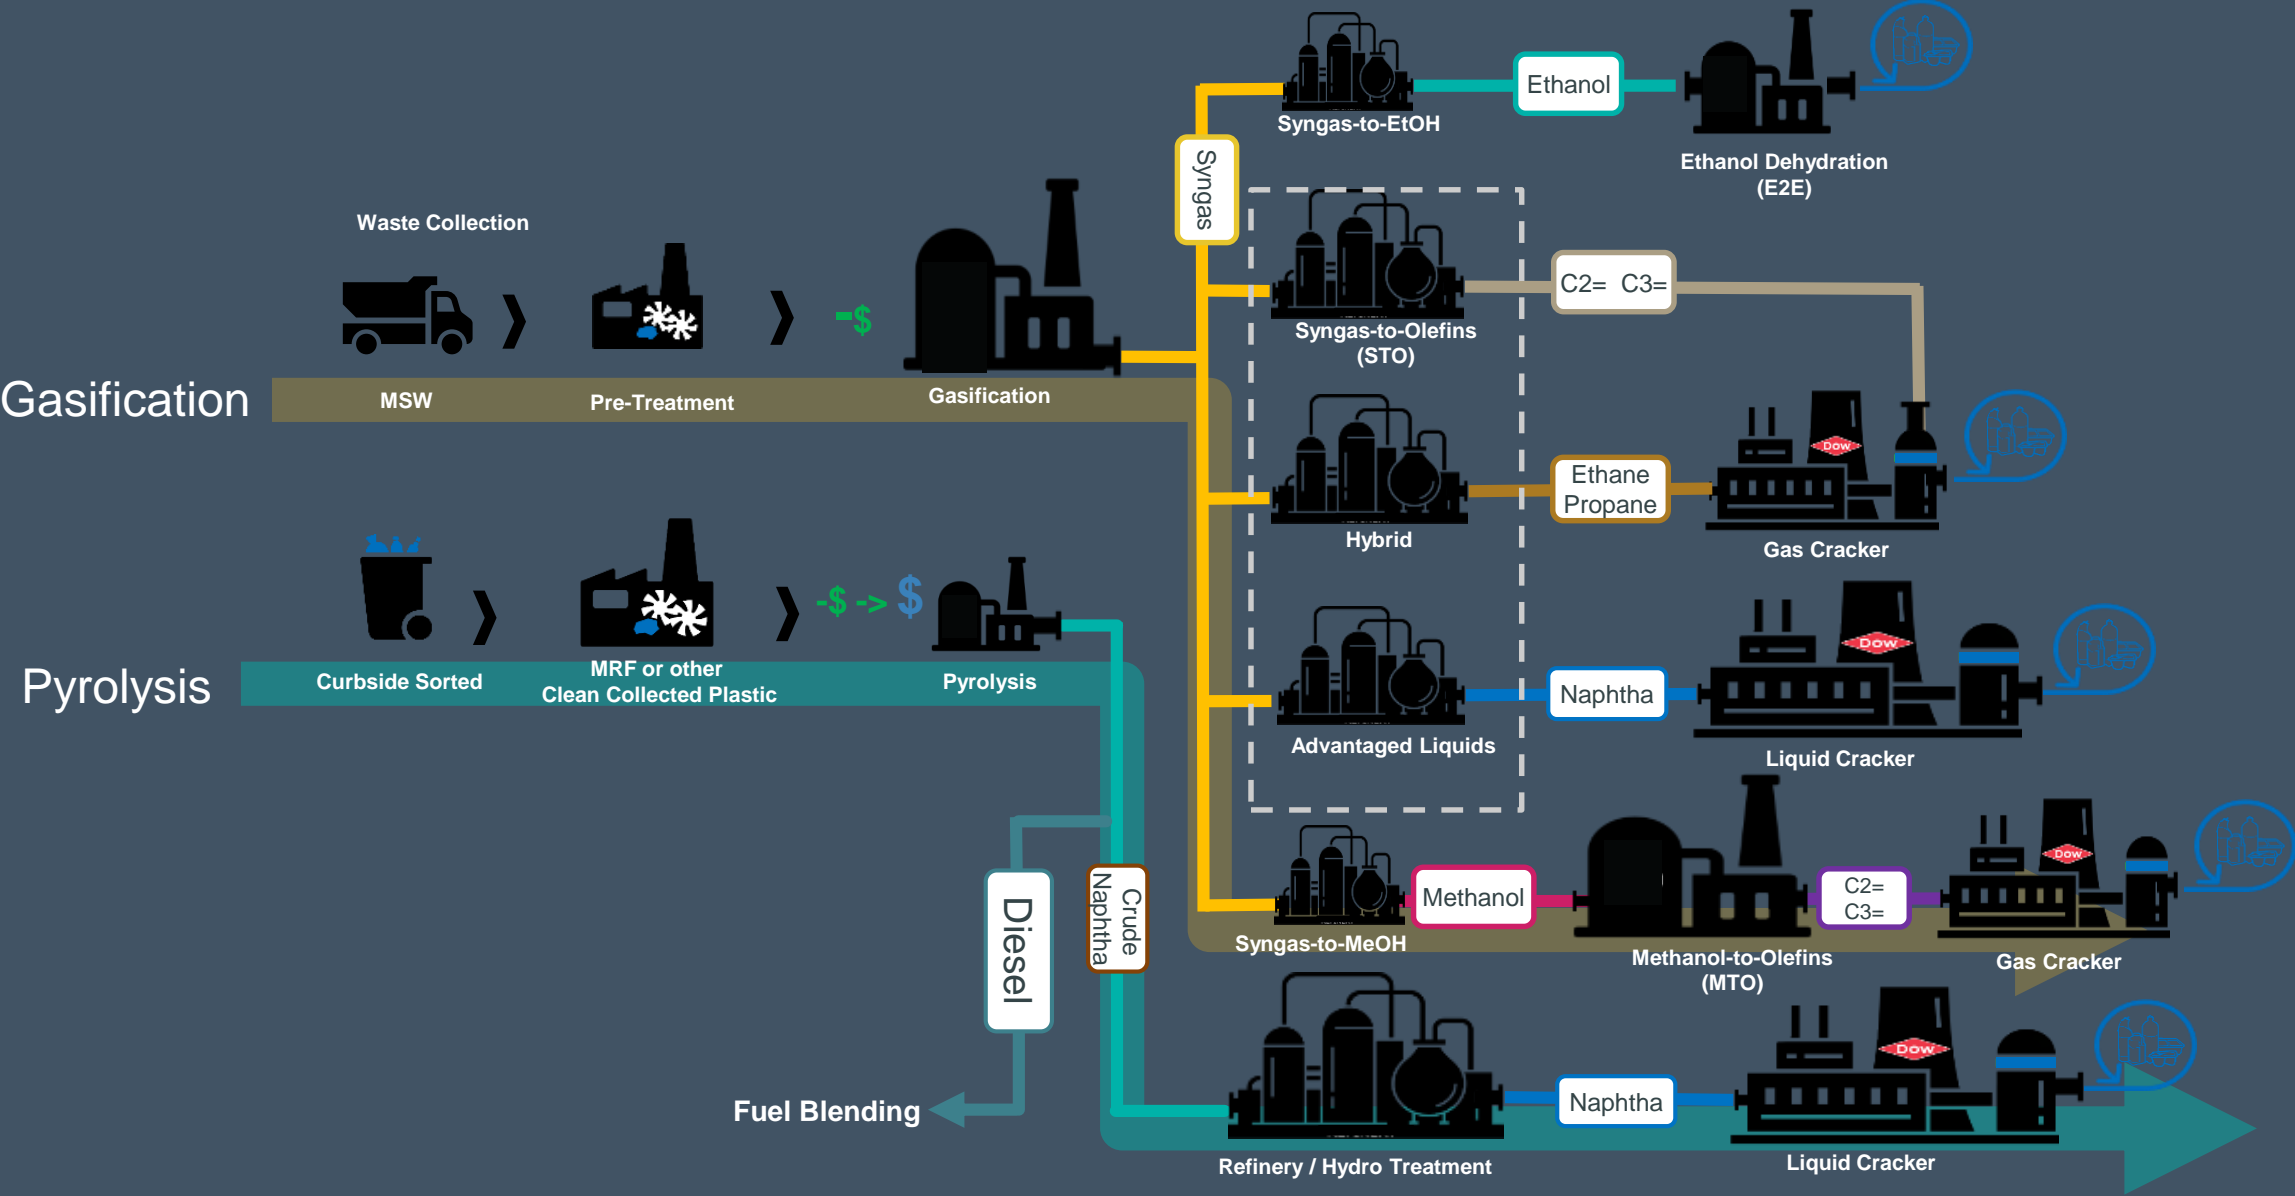 Waste Collection
-$
Gasification
MSW
Pre-Treatment
Gasification
Pyrolysis
-$ -> $
Curbside Sorted
MRF or other
Clean Collected Plastic
Pyrolysis
Syngas
Syngas-to-EtOH
Ethanol
Ethanol Dehydration
(E2E)
Syngas-to-Olefins
(STO)
C2= C3=
Hybrid
Ethane
Propane
Dow
Gas Cracker
Advantaged Liquids
Naphtha
Dow
Liquid Cracker
Syngas-to-MeOH
Methanol
Methanol-to-Olefins
(MTO)
C2=
C3=
Dow
Gas Cracker
Diesel
Crude
Naphtha
Fuel Blending
Refinery / Hydro Treatment
Naphtha
Dow
Liquid Cracker